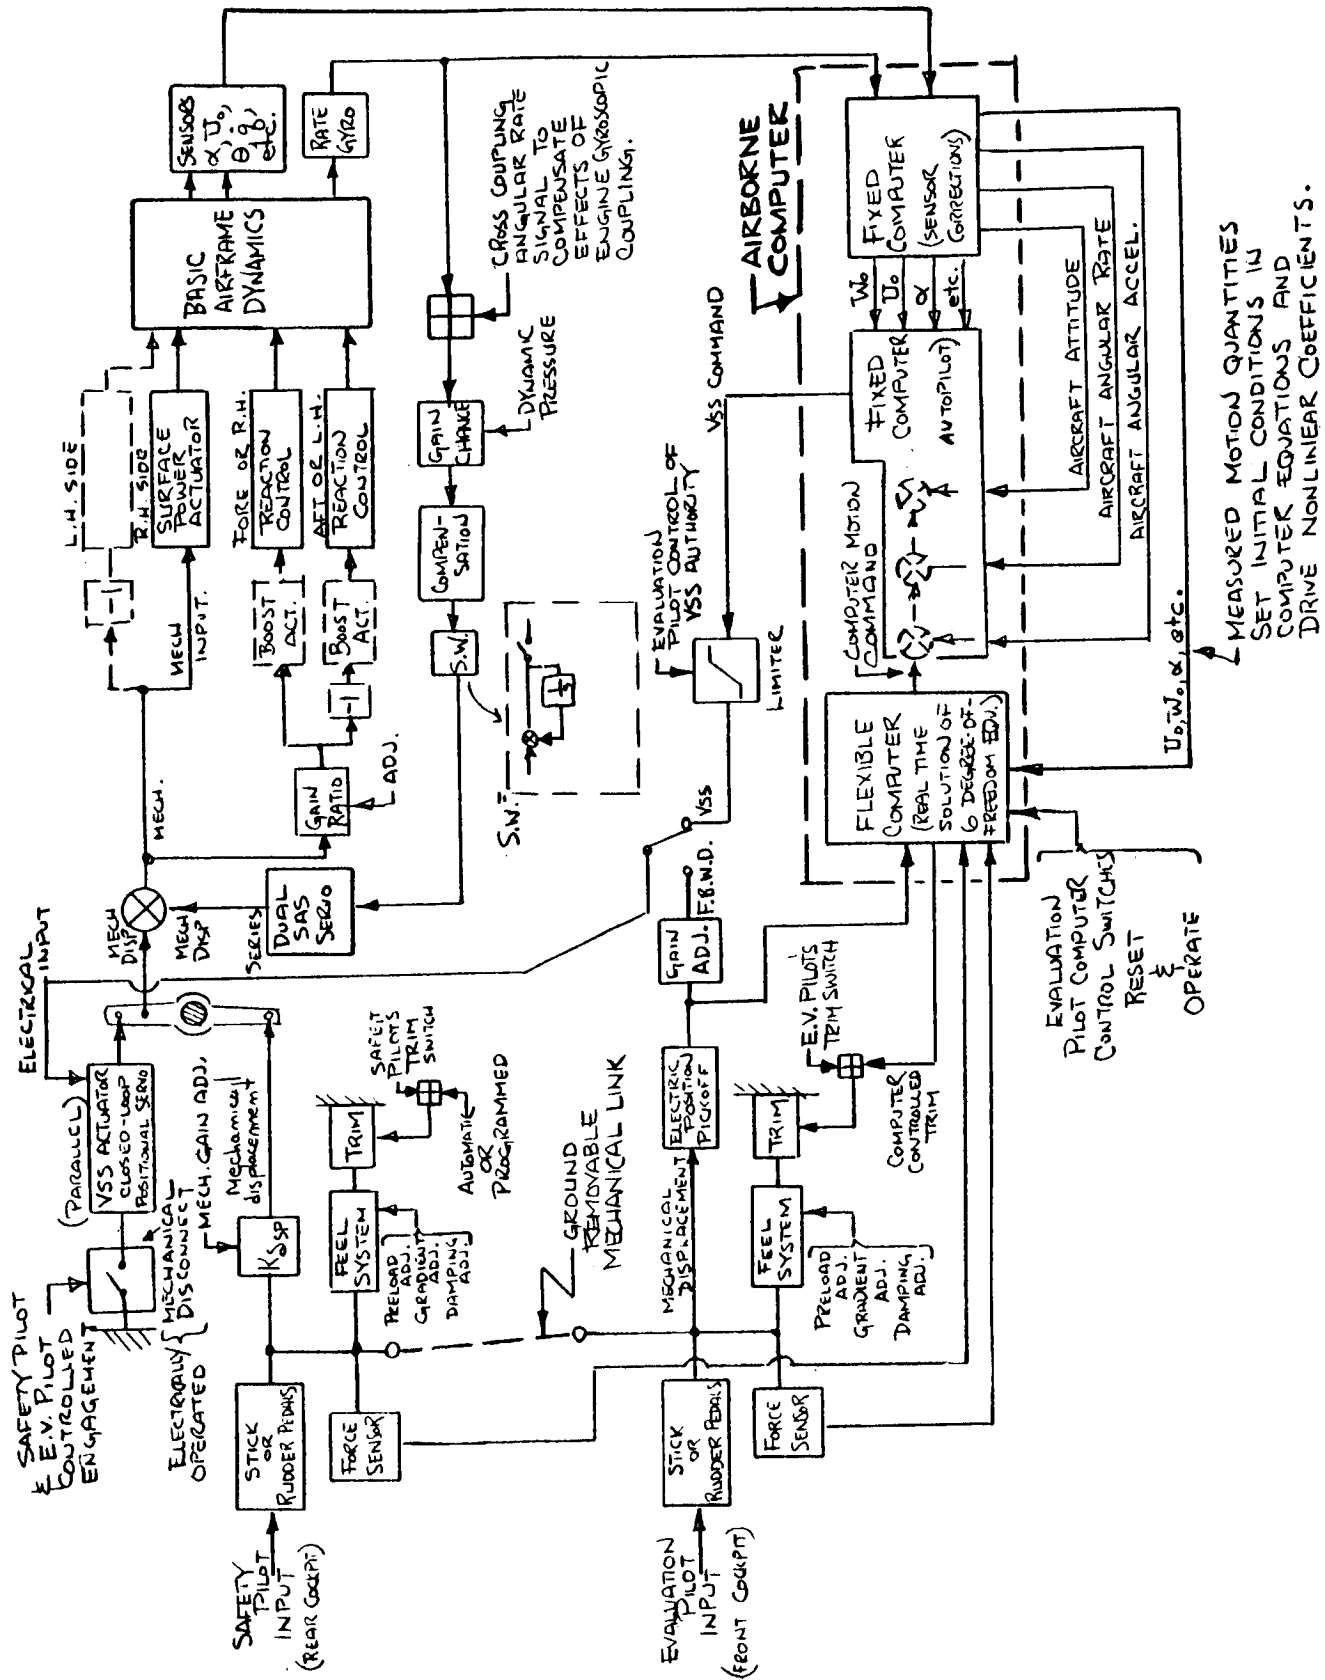 SAFETY PILOT
& E.V. PILOT
CONTROLLED
ENGAGEMENT
ELECTRICALLY
OPERATED
MECHANICAL
DISCONNECT
(PARALLEL)
VSS ACTUATOR
CLOSED-LOOP
POSITIONAL SERVO
ELECTRICAL
INPUT
MECH. GAIN ADJ.
Mechanical
displacement
KδSP
SAFETY
PILOT
INPUT
(REAR COCKPIT)
STICK
OR
RUDDER PEDALS
FORCE
SENSOR
FEEL
SYSTEM
PRELOAD
ADJ.
GRADIENT
ADJ.
DAMPING
ADJ.
TRIM
SAFETY
PILOTS
TRIM
SWITCH
AUTOMATIC
OR
PROGRAMMED
GROUND
REMOVABLE
MECHANICAL LINK
EVALUATION
PILOT
INPUT
(FRONT COCKPIT)
STICK
OR
RUDDER PEDALS
FORCE
SENSOR
MECHANICAL
DISPLACEMENT
ELECTRIC
POSITION
PICKOFF
FEEL
SYSTEM
PRELOAD
ADJ.
GRADIENT
ADJ.
DAMPING
ADJ.
TRIM
E.V. PILOTS
TRIM SWITCH
COMPUTER
CONTROLLED
TRIM
GAIN
ADJ.
F.B.W.D.
VSS
MECH
DISP
MECH
DISP
SERIES
DUAL
SAS
SERVO
MECH.
GAIN
RATIO
ADJ.
MECH
INPUT.
-1
L.H. SIDE
R.H. SIDE
SURFACE
POWER
ACTUATOR
BOOST
ACT.
FORE OR R.H.
REACTION
CONTROL
-1
BOOST
ACT.
AFT OR L.H.
REACTION
CONTROL
BASIC
AIRFRAME
DYNAMICS
SENSORS
α, U₀,
θ, q,
etc.
RATE
GYRO
CROSS COUPLING
ANGULAR RATE
SIGNAL TO
COMPENSATE
EFFECTS OF
ENGINE GYROSCOPIC
COUPLING.
GAIN
CHANGE
DYNAMIC
PRESSURE
COMPEN-
SATION
S.W.
S.W. =
1/S
EVALUATION
PILOT CONTROL OF
VSS AUTHORITY
LIMITER
VSS COMMAND
AIRBORNE
COMPUTER
FLEXIBLE
COMPUTER
(REAL TIME
SOLUTION OF
6 DEGREE-OF-
FREEDOM EQU.)
COMPUTER MOTION
COMMAND
FIXED
COMPUTER
(AUTOPILOT)
W₀
U₀
α
etc.
FIXED
COMPUTER
(SENSOR
CORRECTIONS)
AIRCRAFT ATTITUDE
AIRCRAFT ANGULAR RATE
AIRCRAFT ANGULAR ACCEL.
U₀, W₀, α, etc.
EVALUATION
PILOT COMPUTER
CONTROL SWITCHES
RESET
&
OPERATE
MEASURED MOTION QUANTITIES
SET INITIAL CONDITIONS IN
COMPUTER EQUATIONS AND
DRIVE NONLINEAR COEFFICIENTS.